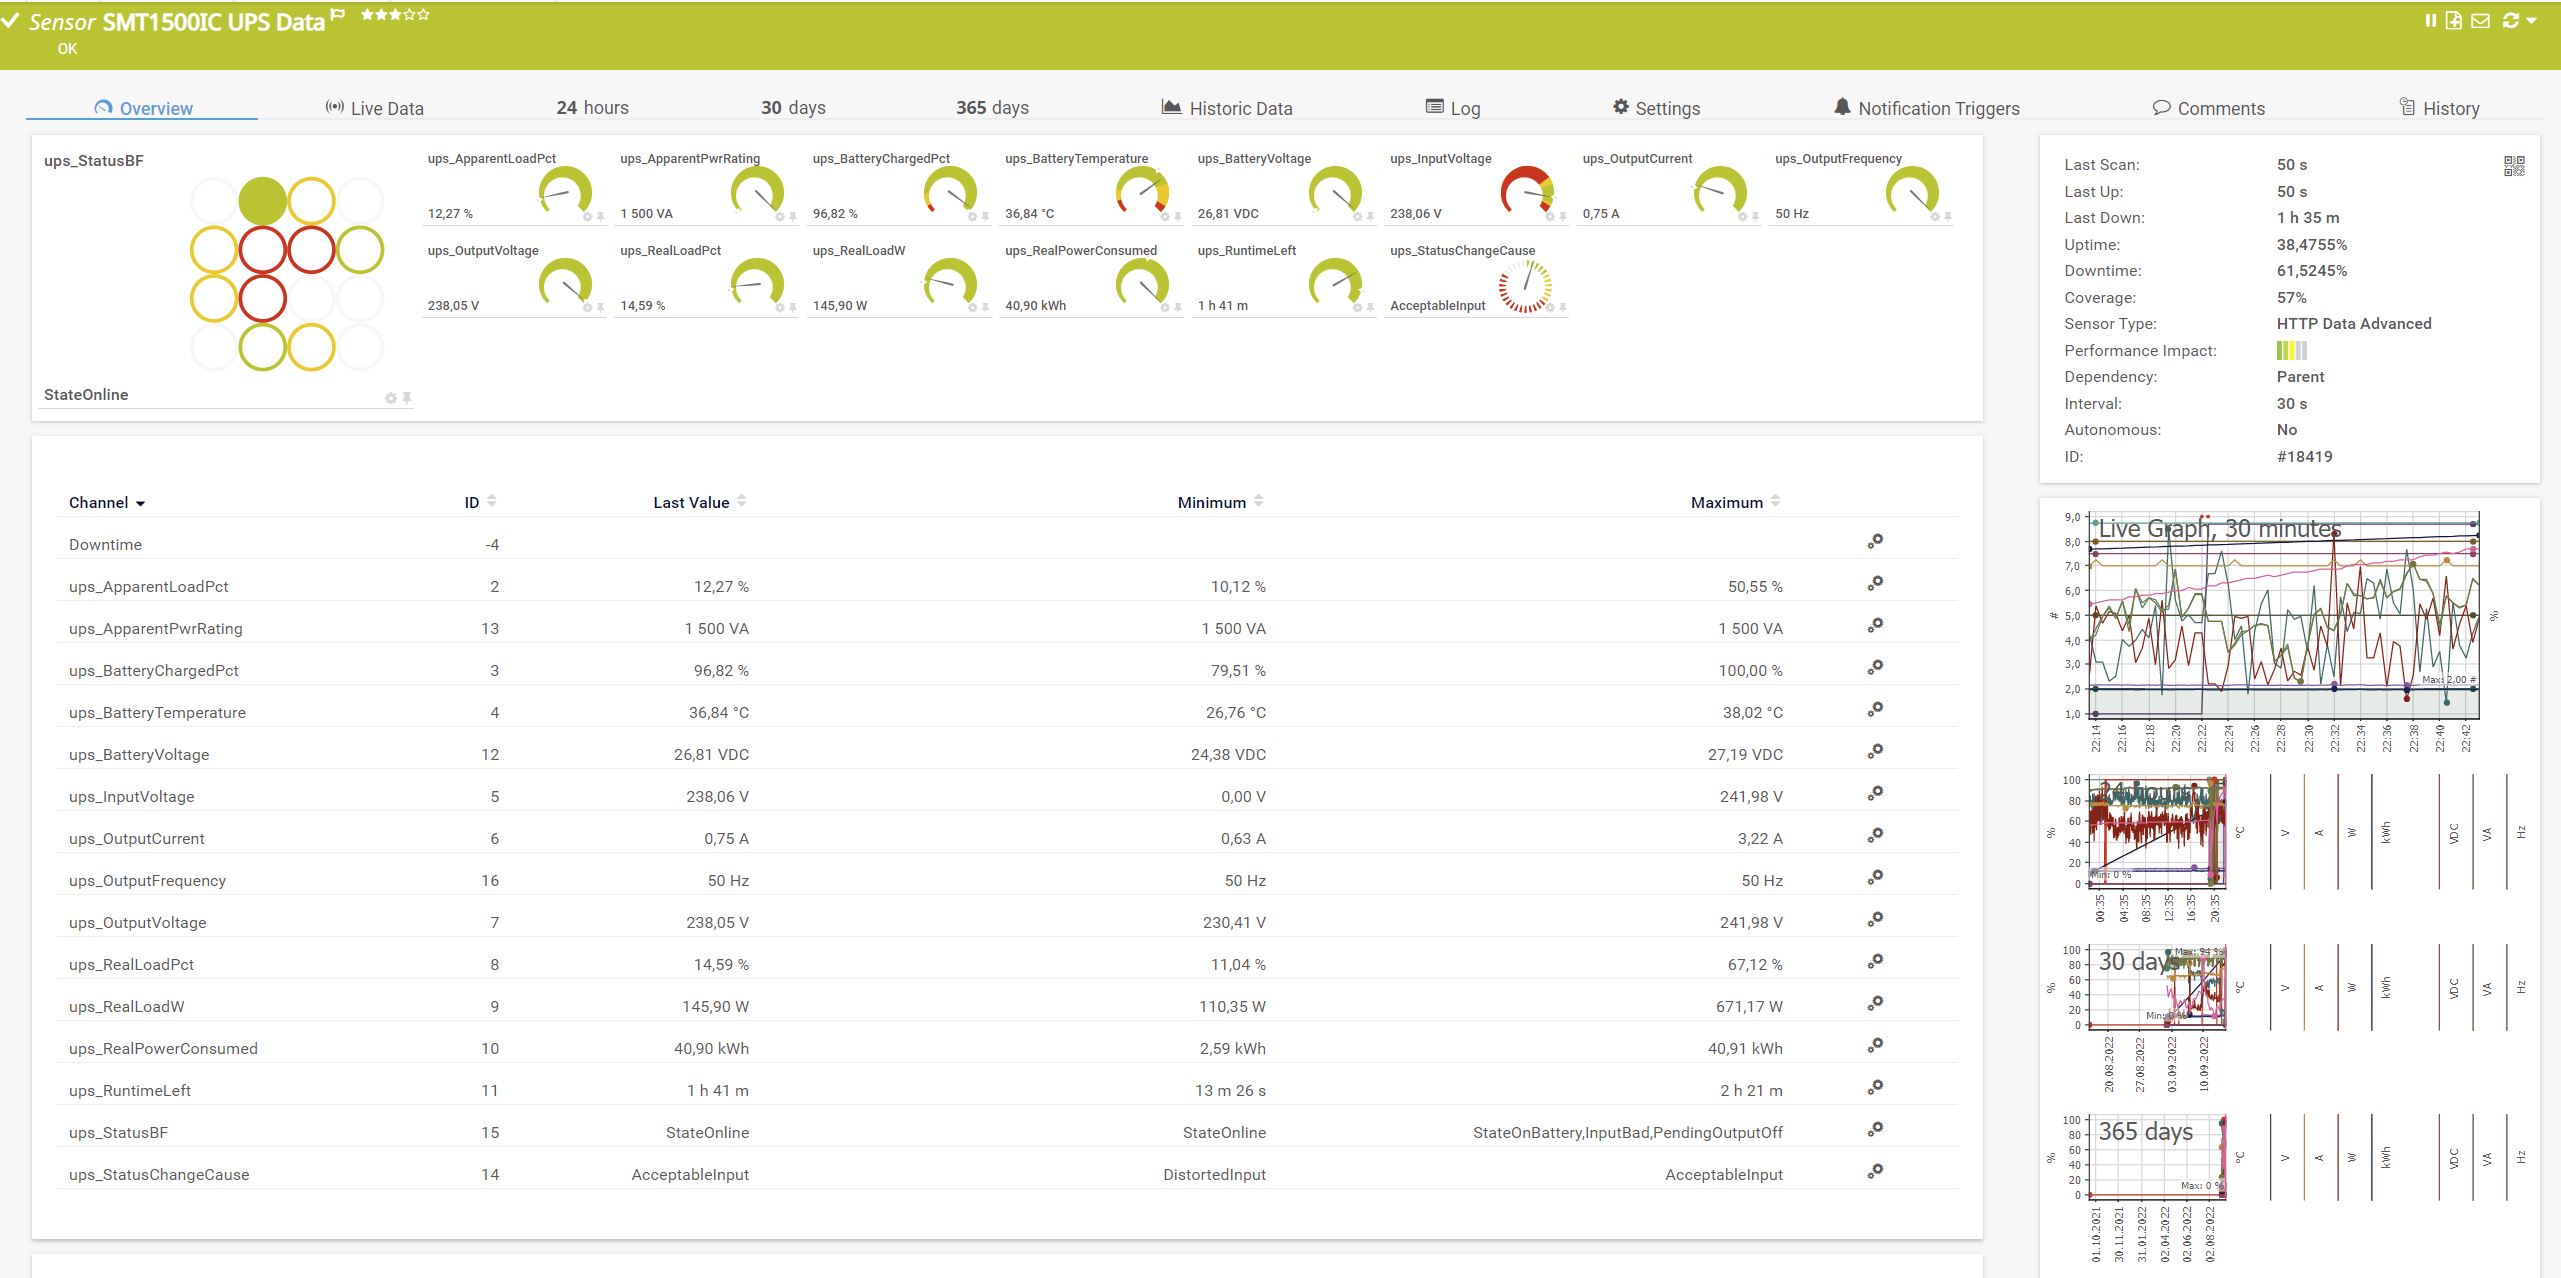 Sensor SMT1500IC UPS Data
OK
Overview
Live Data
24 hours
30 days
365 days
Historic Data
Log
Settings
Notification Triggers
Comments
History
ups_StatusBF
StateOnline
ups_ApparentLoadPct
12,27 %
ups_ApparentPwrRating
1 500 VA
ups_BatteryChargedPct
96,82 %
ups_BatteryTemperature
36,84 °C
ups_BatteryVoltage
26,81 VDC
ups_InputVoltage
238,06 V
ups_OutputCurrent
0,75 A
ups_OutputFrequency
50 Hz
ups_OutputVoltage
238,05 V
ups_RealLoadPct
14,59 %
ups_RealLoadW
145,90 W
ups_RealPowerConsumed
40,90 kWh
ups_RuntimeLeft
1 h 41 m
ups_StatusChangeCause
AcceptableInput
Channel ID Last Value Minimum Maximum
Downtime -4
ups_ApparentLoadPct 2 12,27 % 10,12 % 50,55 %
ups_ApparentPwrRating 13 1 500 VA 1 500 VA 1 500 VA
ups_BatteryChargedPct 3 96,82 % 79,51 % 100,00 %
ups_BatteryTemperature 4 36,84 °C 26,76 °C 38,02 °C
ups_BatteryVoltage 12 26,81 VDC 24,38 VDC 27,19 VDC
ups_InputVoltage 5 238,06 V 0,00 V 241,98 V
ups_OutputCurrent 6 0,75 A 0,63 A 3,22 A
ups_OutputFrequency 16 50 Hz 50 Hz 50 Hz
ups_OutputVoltage 7 238,05 V 230,41 V 241,98 V
ups_RealLoadPct 8 14,59 % 11,04 % 67,12 %
ups_RealLoadW 9 145,90 W 110,35 W 671,17 W
ups_RealPowerConsumed 10 40,90 kWh 2,59 kWh 40,91 kWh
ups_RuntimeLeft 11 1 h 41 m 13 m 26 s 2 h 21 m
ups_StatusBF 15 StateOnline StateOnline StateOnBattery,InputBad,PendingOutputOff
ups_StatusChangeCause 14 AcceptableInput DistortedInput AcceptableInput
Last Scan: 50 s
Last Up: 50 s
Last Down: 1 h 35 m
Uptime: 38,4755%
Downtime: 61,5245%
Coverage: 57%
Sensor Type: HTTP Data Advanced
Performance Impact:
Dependency: Parent
Interval: 30 s
Autonomous: No
ID: #18419
Live Graph, 30 minutes
9,0
8,0
7,0
6,0
5,0
4,0
3,0
2,0
1,0
# %
Max: 2,00 #
22:14 22:16 22:18 22:20 22:22 22:24 22:26 22:28 22:30 22:32 22:34 22:36 22:38 22:40 22:42
24 hours
100
80
60
40
20
0
Min: 0 %
% °C V A W kWh VDC VA Hz
00:35 04:35 08:35 12:35 16:35 20:35
30 days
Max: 94 %
100
80
60
40
20
0
Min: 0 %
% °C V A W kWh VDC VA Hz
20.08.2022 27.08.2022 03.09.2022 10.09.2022
365 days
100
80
60
40
20
0
Max: 0 %
% °C V A W kWh VDC VA Hz
01.10.2021 30.11.2021 31.01.2022 02.04.2022 02.06.2022 02.08.2022